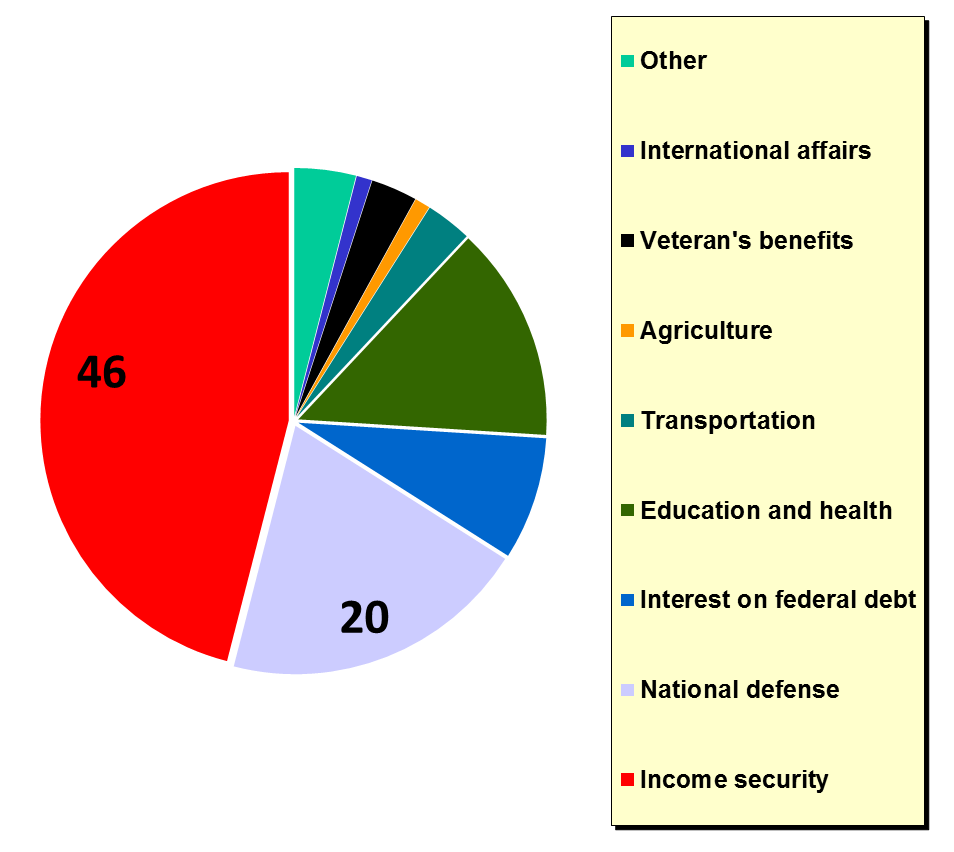 46
20
Other
International affairs
Veteran's benefits
Agriculture
Transportation
Education and health
Interest on federal debt
National defense
Income security